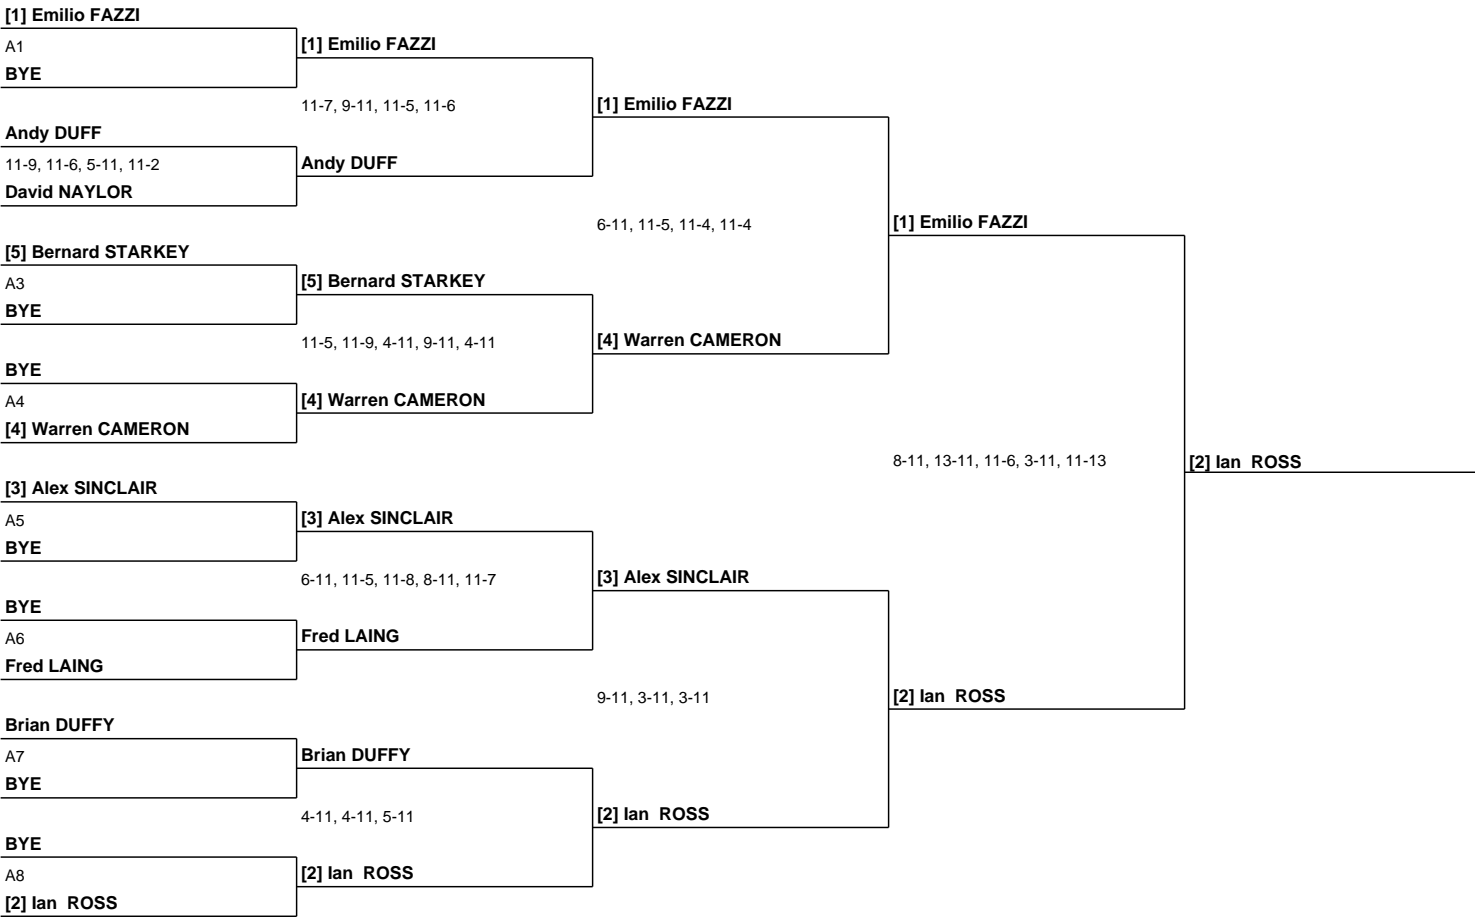 [1] Emilio FAZZI
A1
BYE
Andy DUFF
11-9, 11-6, 5-11, 11-2
David NAYLOR
[5] Bernard STARKEY
A3
BYE
BYE
A4
[4] Warren CAMERON
[3] Alex SINCLAIR
A5
BYE
BYE
A6
Fred LAING
Brian DUFFY
A7
BYE
BYE
A8
[2] Ian  ROSS
[1] Emilio FAZZI
11-7, 9-11, 11-5, 11-6
Andy DUFF
[5] Bernard STARKEY
11-5, 11-9, 4-11, 9-11, 4-11
[4] Warren CAMERON
[3] Alex SINCLAIR
6-11, 11-5, 11-8, 8-11, 11-7
Fred LAING
Brian DUFFY
4-11, 4-11, 5-11
[2] Ian  ROSS
[1] Emilio FAZZI
6-11, 11-5, 11-4, 11-4
[4] Warren CAMERON
[3] Alex SINCLAIR
9-11, 3-11, 3-11
[2] Ian  ROSS
[1] Emilio FAZZI
8-11, 13-11, 11-6, 3-11, 11-13
[2] Ian  ROSS
[2] Ian  ROSS